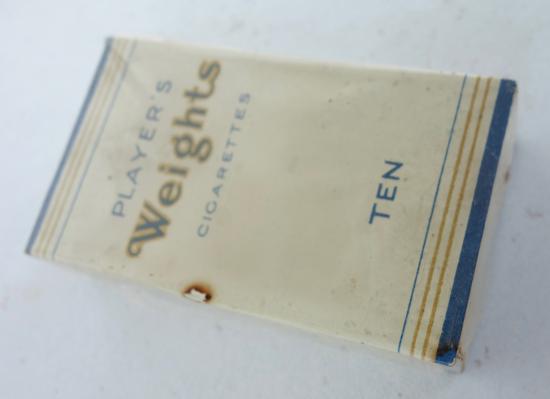 PLAYER'S
Weights
CIGARETTES
TEN